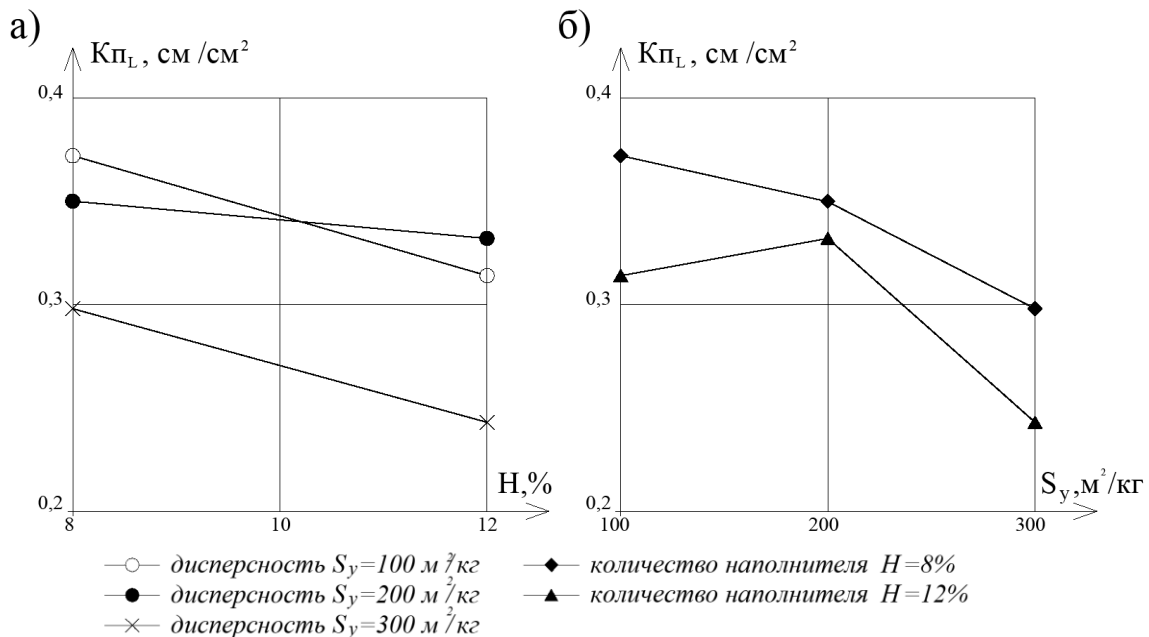 а)
Кп_L , см /см²
0,4
0,3
0,2
8
10
12
Н,%
б)
Кп_L , см /см²
0,4
0,3
0,2
100
200
300
S_у,м²/кг
дисперсность S_у=100 м²/кг
дисперсность S_у=200 м²/кг
дисперсность S_у=300 м²/кг
количество наполнителя Н=8%
количество наполнителя Н=12%